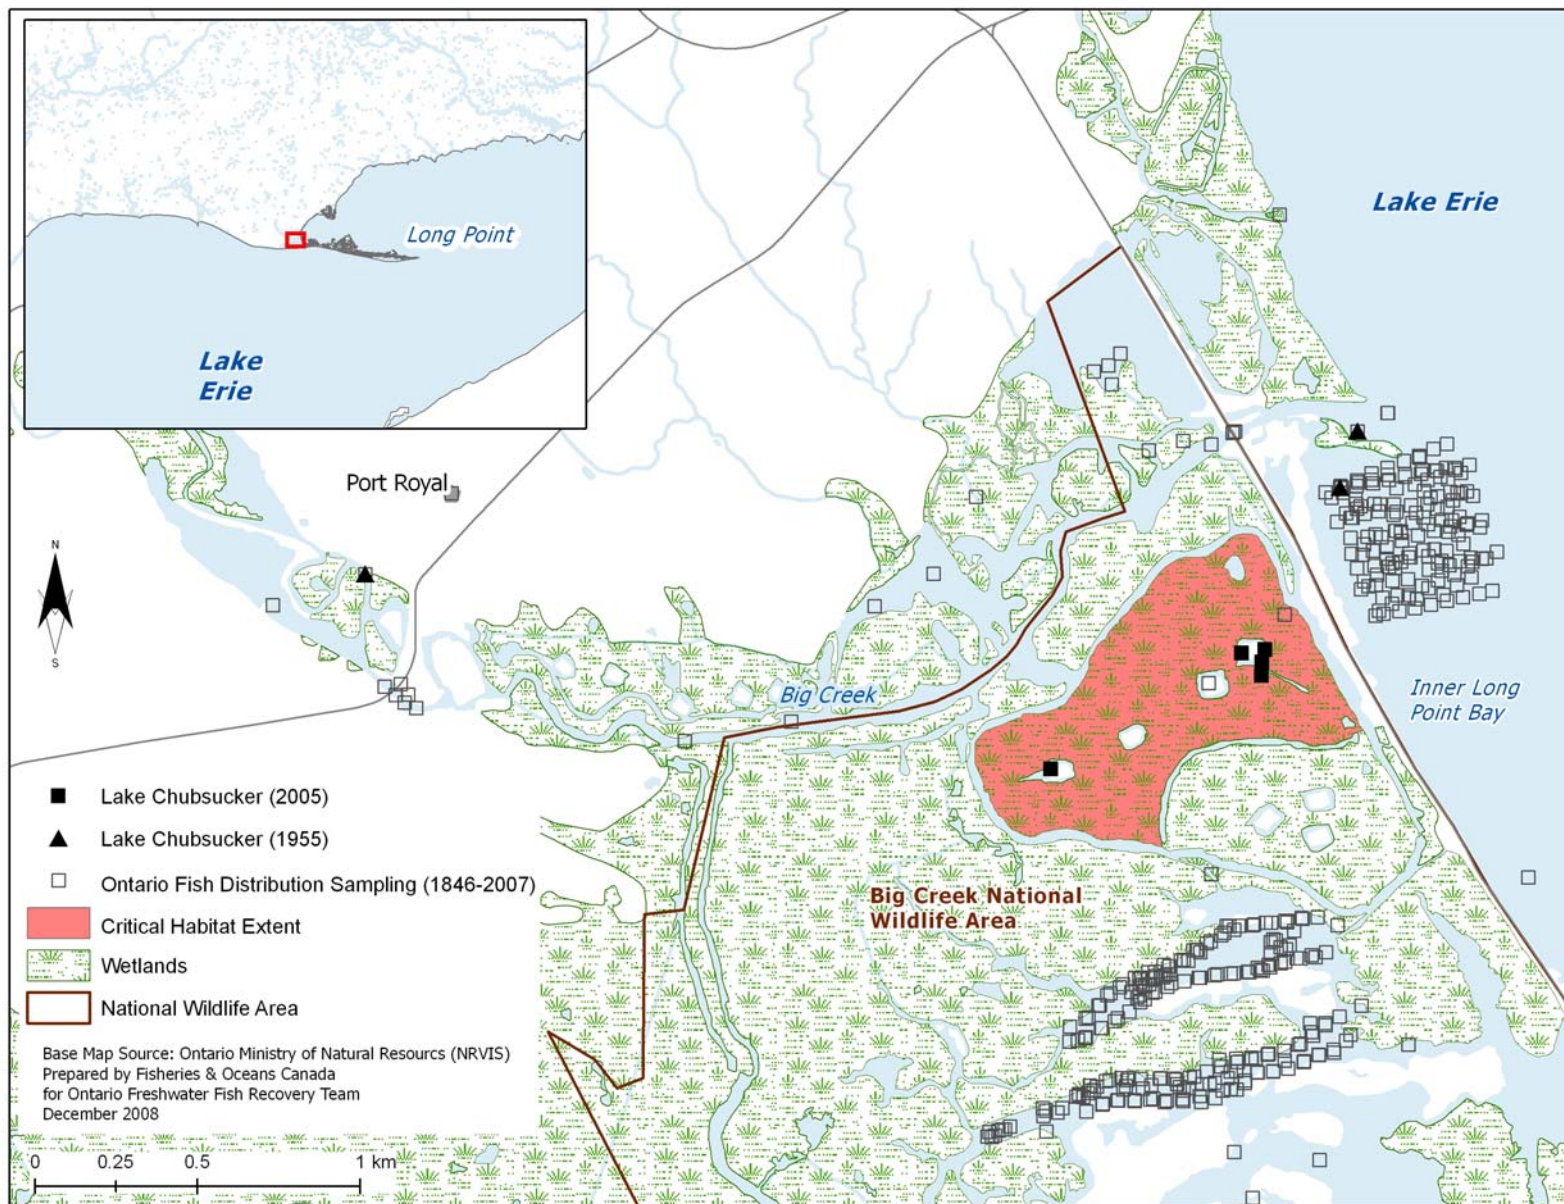 Long Point
Lake
Erie
Lake Erie
Port Royal
N
S
Big Creek
Inner Long
Point Bay
Big Creek National
Wildlife Area
Lake Chubsucker (2005)
Lake Chubsucker (1955)
Ontario Fish Distribution Sampling (1846-2007)
Critical Habitat Extent
Wetlands
National Wildlife Area
Base Map Source: Ontario Ministry of Natural Resourcs (NRVIS)
Prepared by Fisheries & Oceans Canada
for Ontario Freshwater Fish Recovery Team
December 2008
0 0.25 0.5 1 km